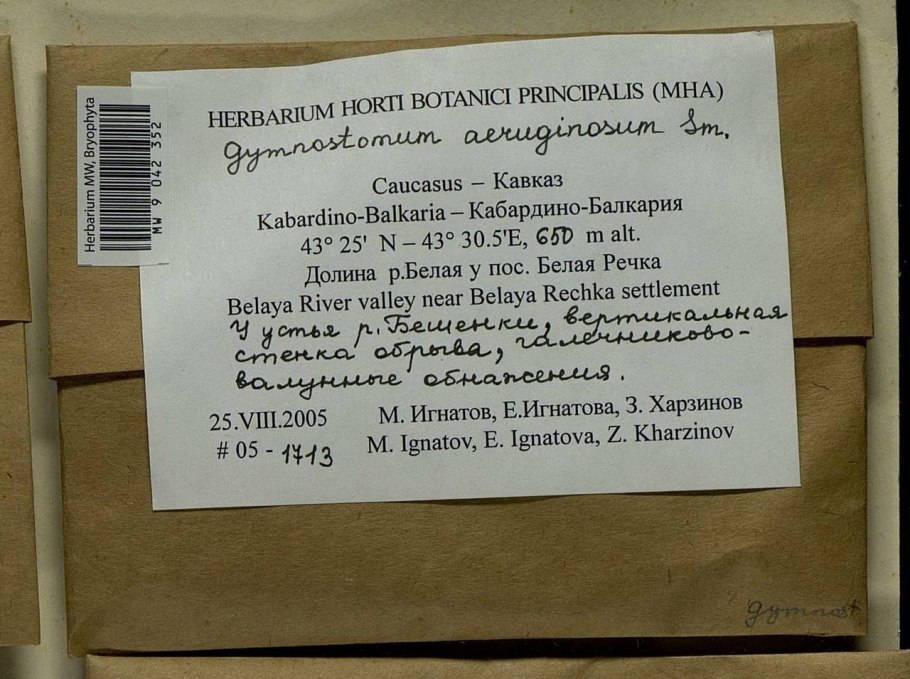 Herbarium MW, Bryophyta
MW 9 042 352
HERBARIUM HORTI BOTANICI PRINCIPALIS (MHA)
Gymnostomum aeruginosum Sm.
Caucasus – Кавказ
Kabardino-Balkaria – Кабардино-Балкария
43° 25' N – 43° 30.5'E, 650 m alt.
Долина р.Белая у пос. Белая Речка
Belaya River valley near Belaya Rechka settlement
У устья р. Бешенки, вертикальная
стенка обрыва, галечниково-
валунные обнажения.
25.VIII.2005 М. Игнатов, Е.Игнатова, З. Харзинов
# 05 - 1713 M. Ignatov, E. Ignatova, Z. Kharzinov
gymnost